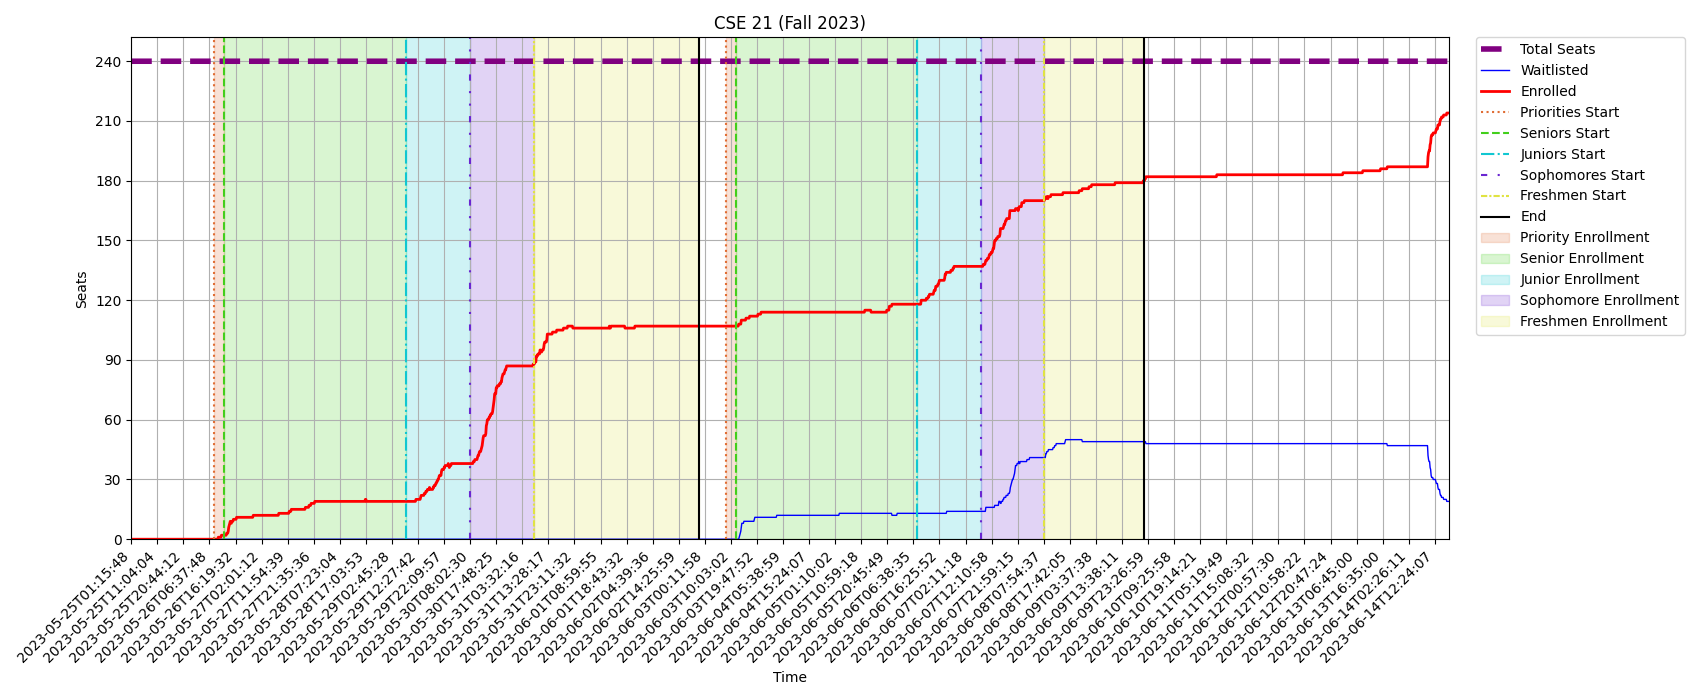 CSE 21 (Fall 2023)
Seats
240
210
180
150
120
90
60
30
0
2023-05-25T01:15:48
2023-05-25T11:04:04
2023-05-25T20:44:12
2023-05-26T06:37:48
2023-05-26T16:19:32
2023-05-27T02:01:12
2023-05-27T11:54:39
2023-05-27T21:35:36
2023-05-28T07:23:04
2023-05-28T17:03:53
2023-05-29T02:45:28
2023-05-29T12:27:42
2023-05-29T22:09:57
2023-05-30T08:02:30
2023-05-30T17:48:25
2023-05-31T03:32:16
2023-05-31T13:28:17
2023-05-31T23:11:32
2023-06-01T08:59:55
2023-06-01T18:43:32
2023-06-02T04:39:36
2023-06-02T14:25:59
2023-06-03T00:11:58
2023-06-03T10:03:02
2023-06-03T19:47:52
2023-06-04T05:38:59
2023-06-04T15:24:07
2023-06-05T01:10:02
2023-06-05T10:59:18
2023-06-05T20:45:49
2023-06-06T06:38:35
2023-06-06T16:25:52
2023-06-07T02:11:18
2023-06-07T12:10:58
2023-06-07T21:59:15
2023-06-08T07:54:37
2023-06-08T17:42:05
2023-06-09T03:37:38
2023-06-09T13:38:11
2023-06-09T23:26:59
2023-06-10T09:25:58
2023-06-10T19:14:21
2023-06-11T05:19:49
2023-06-11T15:08:32
2023-06-12T00:57:30
2023-06-12T10:58:22
2023-06-12T20:47:24
2023-06-13T06:45:00
2023-06-13T16:35:00
2023-06-14T02:26:11
2023-06-14T12:24:07
Time
Total Seats
Waitlisted
Enrolled
Priorities Start
Seniors Start
Juniors Start
Sophomores Start
Freshmen Start
End
Priority Enrollment
Senior Enrollment
Junior Enrollment
Sophomore Enrollment
Freshmen Enrollment